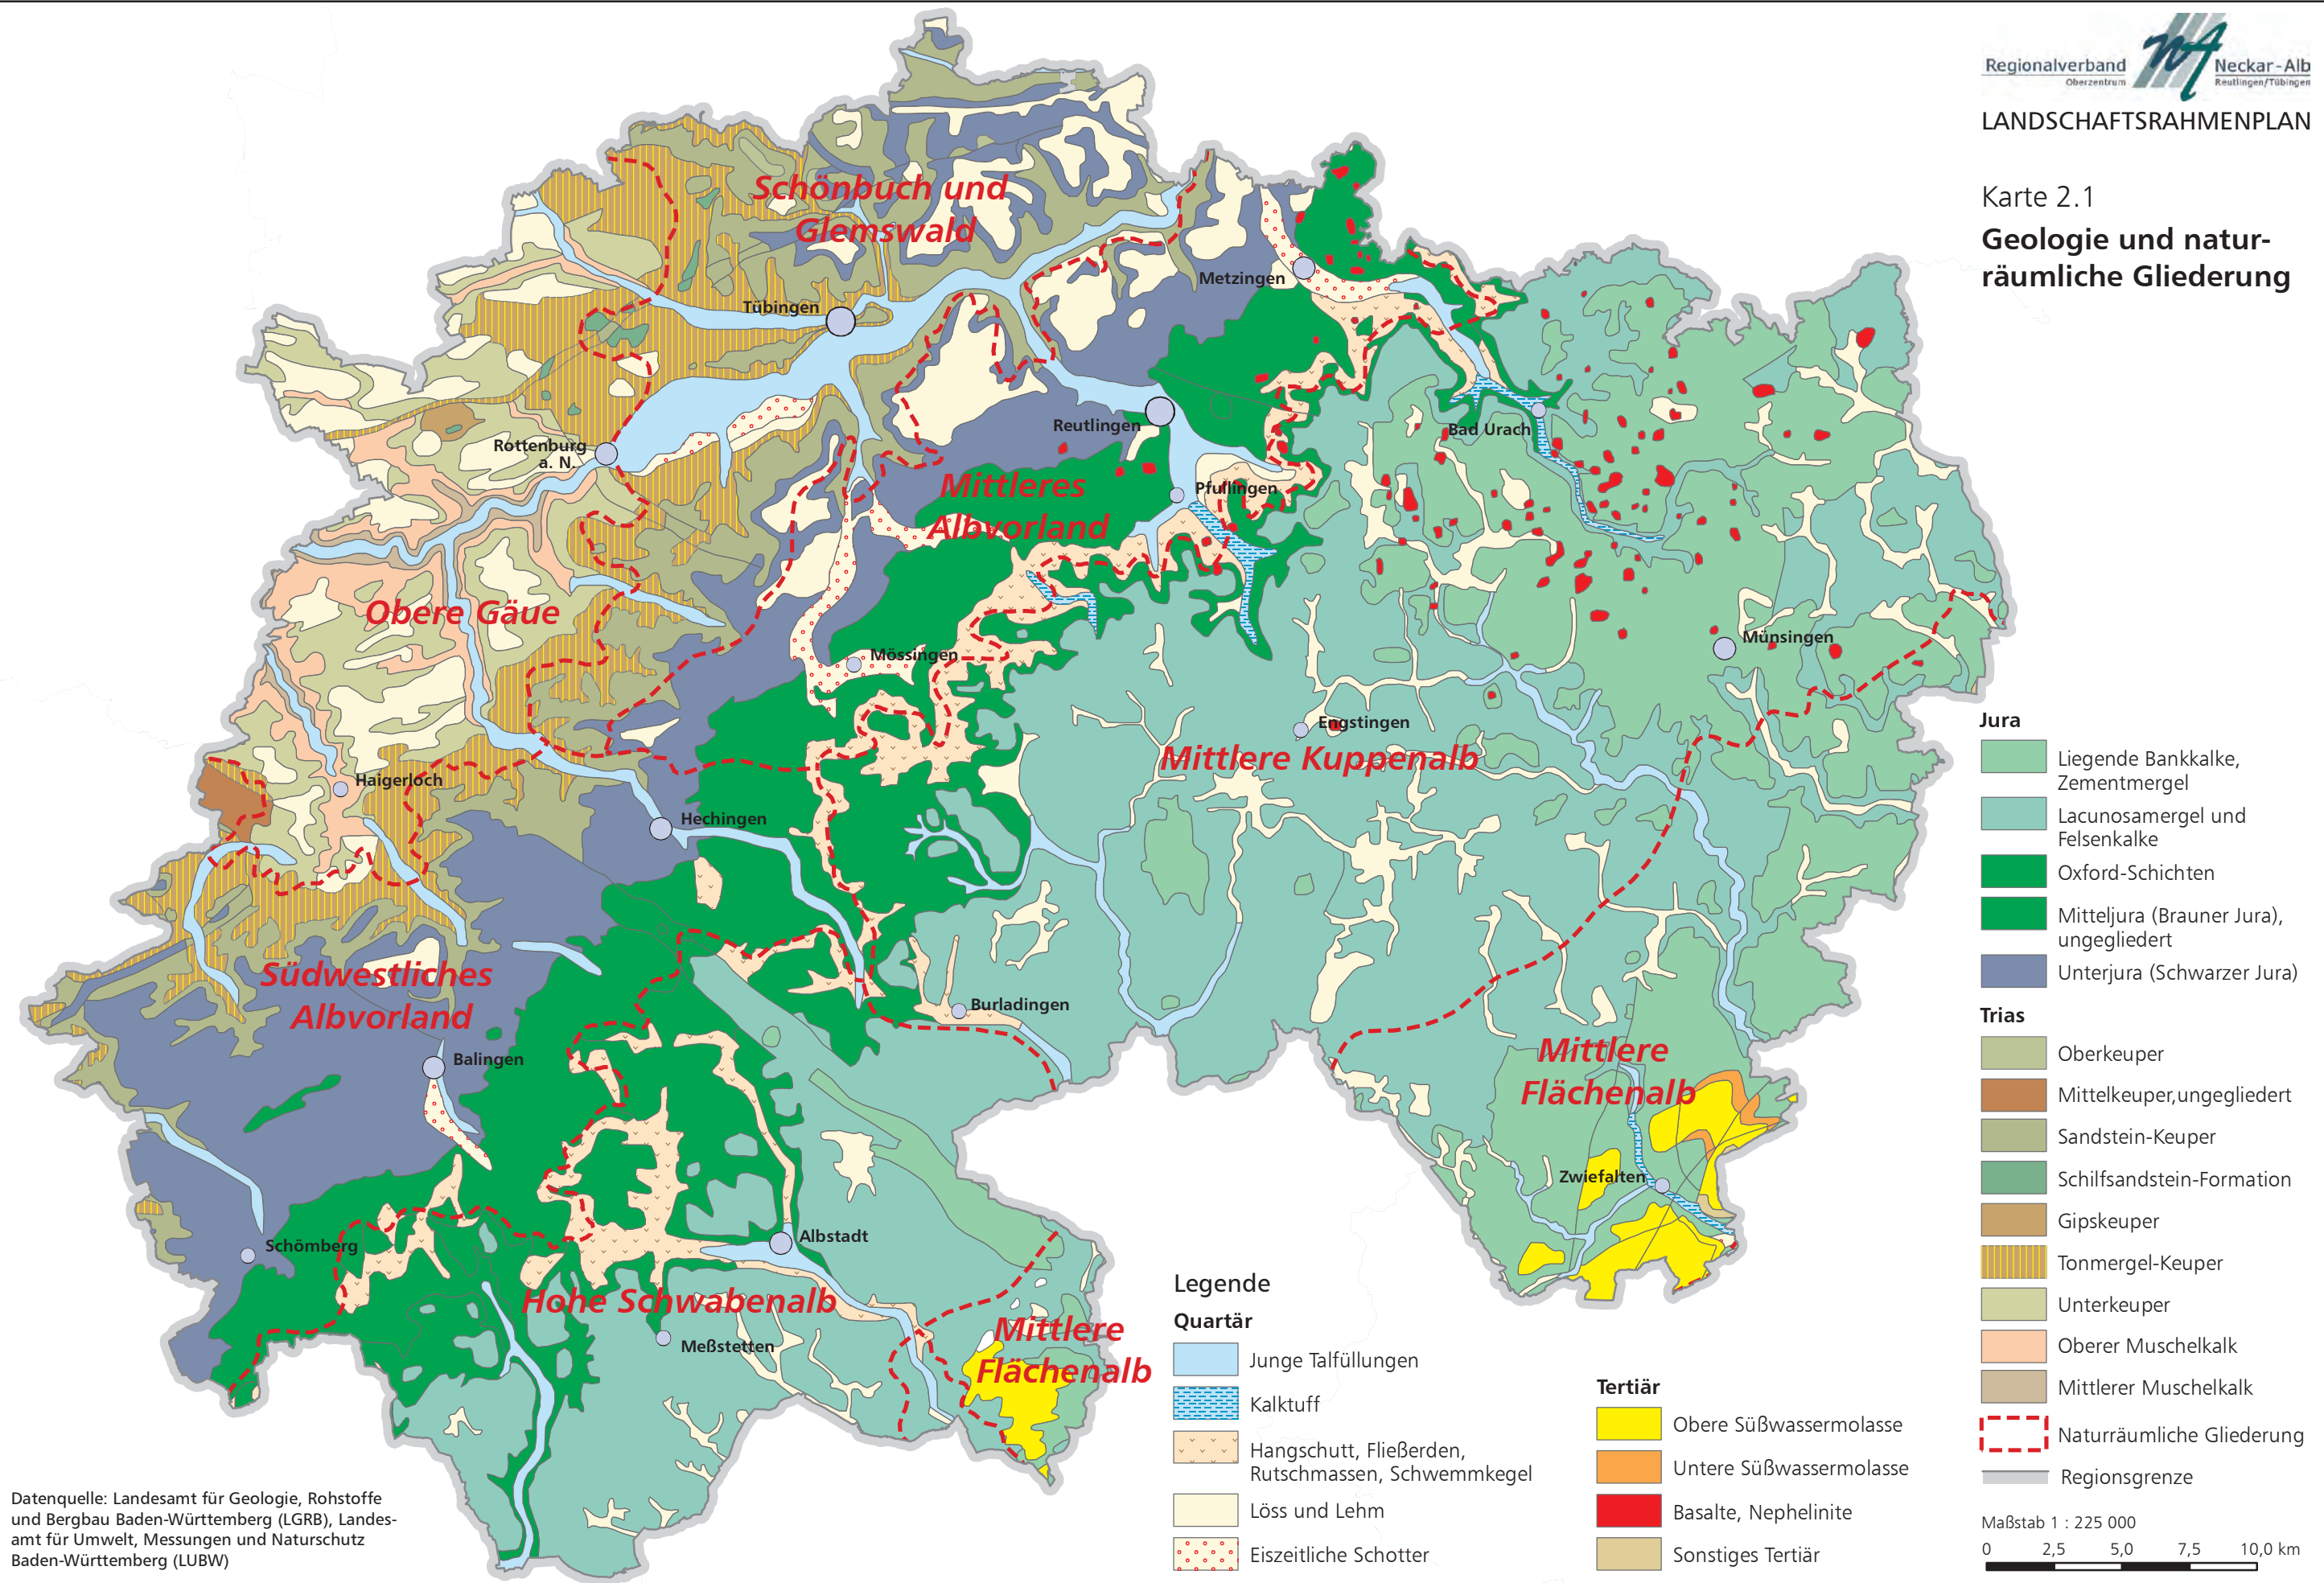 Regionalverband
Oberzentrum
Neckar-Alb
Reutlingen/Tübingen
LANDSCHAFTSRAHMENPLAN
Karte 2.1
Geologie und natur-
räumliche Gliederung
Schönbuch und
Glemswald
Metzingen
Tübingen
Rottenburg
a. N.
Reutlingen
Bad Urach
Mittleres
Albvorland
Pfullingen
Obere Gäue
Mössingen
Münsingen
Engstingen
Mittlere Kuppenalb
Haigerloch
Hechingen
Südwestliches
Albvorland
Burladingen
Balingen
Mittlere
Flächenalb
Zwiefalten
Schömberg
Albstadt
Hohe Schwabenalb
Meßstetten
Mittlere
Flächenalb
Jura
Liegende Bankkalke,
Zementmergel
Lacunosamergel und
Felsenkalke
Oxford-Schichten
Mitteljura (Brauner Jura),
ungegliedert
Unterjura (Schwarzer Jura)
Trias
Oberkeuper
Mittelkeuper,ungegliedert
Sandstein-Keuper
Schilfsandstein-Formation
Gipskeuper
Tonmergel-Keuper
Unterkeuper
Oberer Muschelkalk
Mittlerer Muschelkalk
Naturräumliche Gliederung
Regionsgrenze
Maßstab 1 : 225 000
0 2,5 5,0 7,5 10,0 km
Legende
Quartär
Junge Talfüllungen
Kalktuff
Hangschutt, Fließerden,
Rutschmassen, Schwemmkegel
Löss und Lehm
Eiszeitliche Schotter
Tertiär
Obere Süßwassermolasse
Untere Süßwassermolasse
Basalte, Nephelinite
Sonstiges Tertiär
Datenquelle: Landesamt für Geologie, Rohstoffe
und Bergbau Baden-Württemberg (LGRB), Landes-
amt für Umwelt, Messungen und Naturschutz
Baden-Württemberg (LUBW)